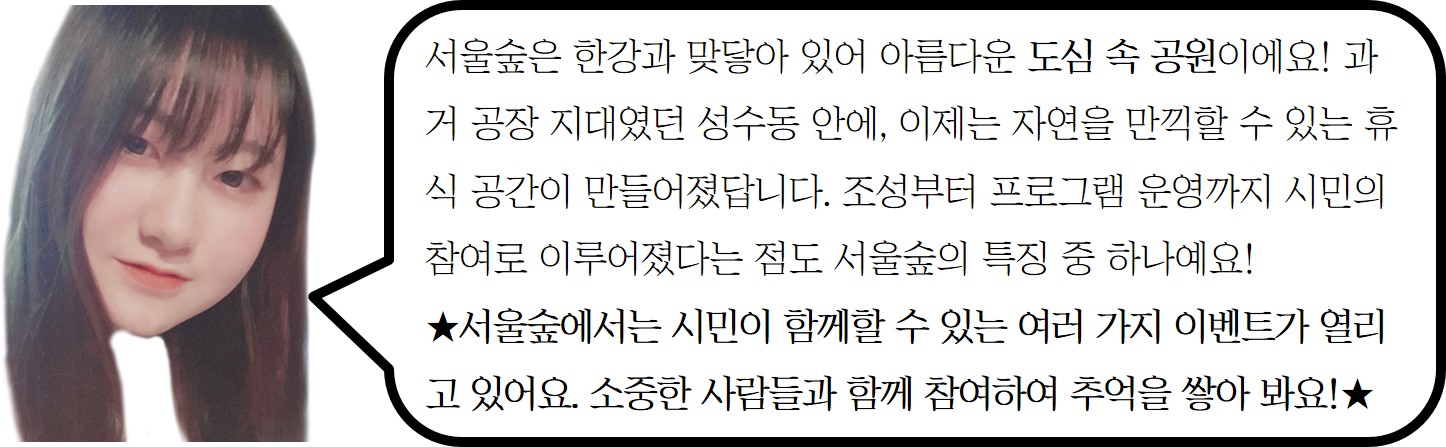 서울숲은 한강과 맞닿아 있어 아름다운 도심 속 공원이에요! 과
거 공장 지대였던 성수동 안에, 이제는 자연을 만끽할 수 있는 휴
식 공간이 만들어졌답니다. 조성부터 프로그램 운영까지 시민의
참여로 이루어졌다는 점도 서울숲의 특징 중 하나예요!
★서울숲에서는 시민이 함께할 수 있는 여러 가지 이벤트가 열리
고 있어요. 소중한 사람들과 함께 참여하여 추억을 쌓아 봐요!★